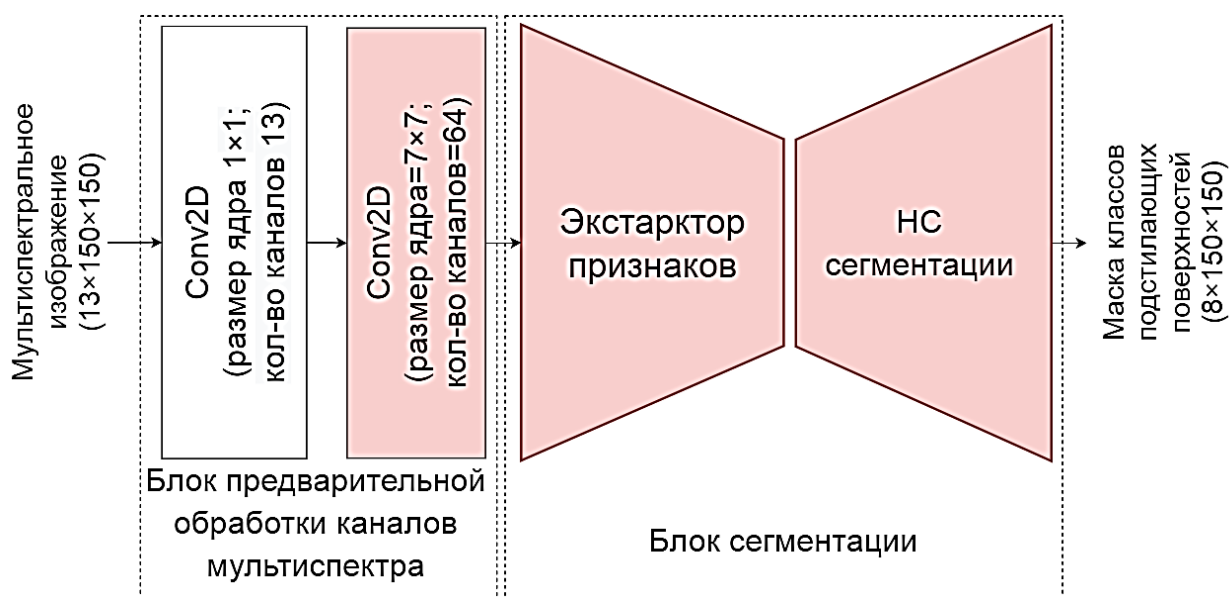 Мультиспектральное
изображение
(13×150×150)
Conv2D
(размер ядра 1×1;
кол-во каналов 13)
Conv2D
(размер ядра=7×7;
кол-во каналов=64)
Экстарктор
признаков
НС
сегментации
Маска классов
подстилающих
поверхностей
(8×150×150)
Блок предварительной
обработки каналов
мультиспектра
Блок сегментации